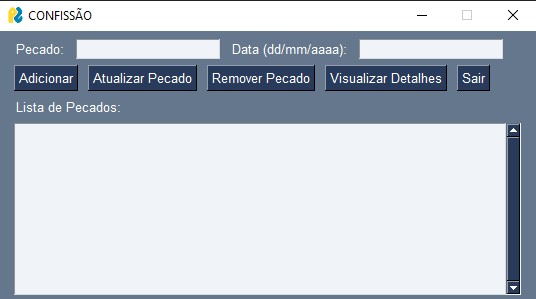 CONFISSÃO
Pecado: Data (dd/mm/aaaa):
Adicionar Atualizar Pecado Remover Pecado Visualizar Detalhes Sair
Lista de Pecados: